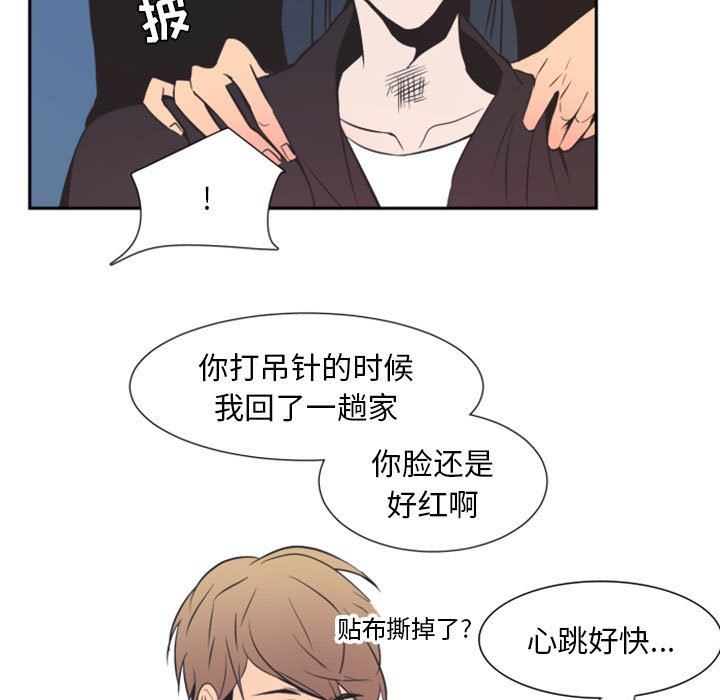 披
!
你打吊针的时候
我回了一趟家
你脸还是
好红啊
贴布撕掉了?
心跳好快...